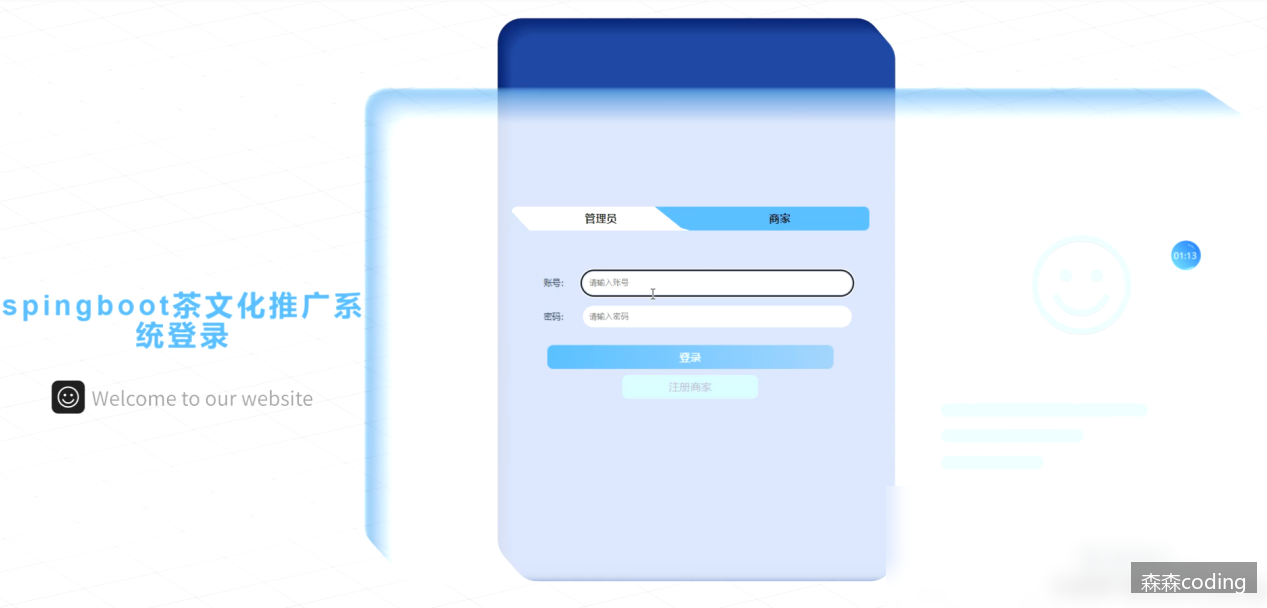 管理员
商家
01:13
账号:
请输入账号
spingboot茶文化推广系
统登录
密码:
请输入密码
登录
注册商家
Welcome to our website
森森coding